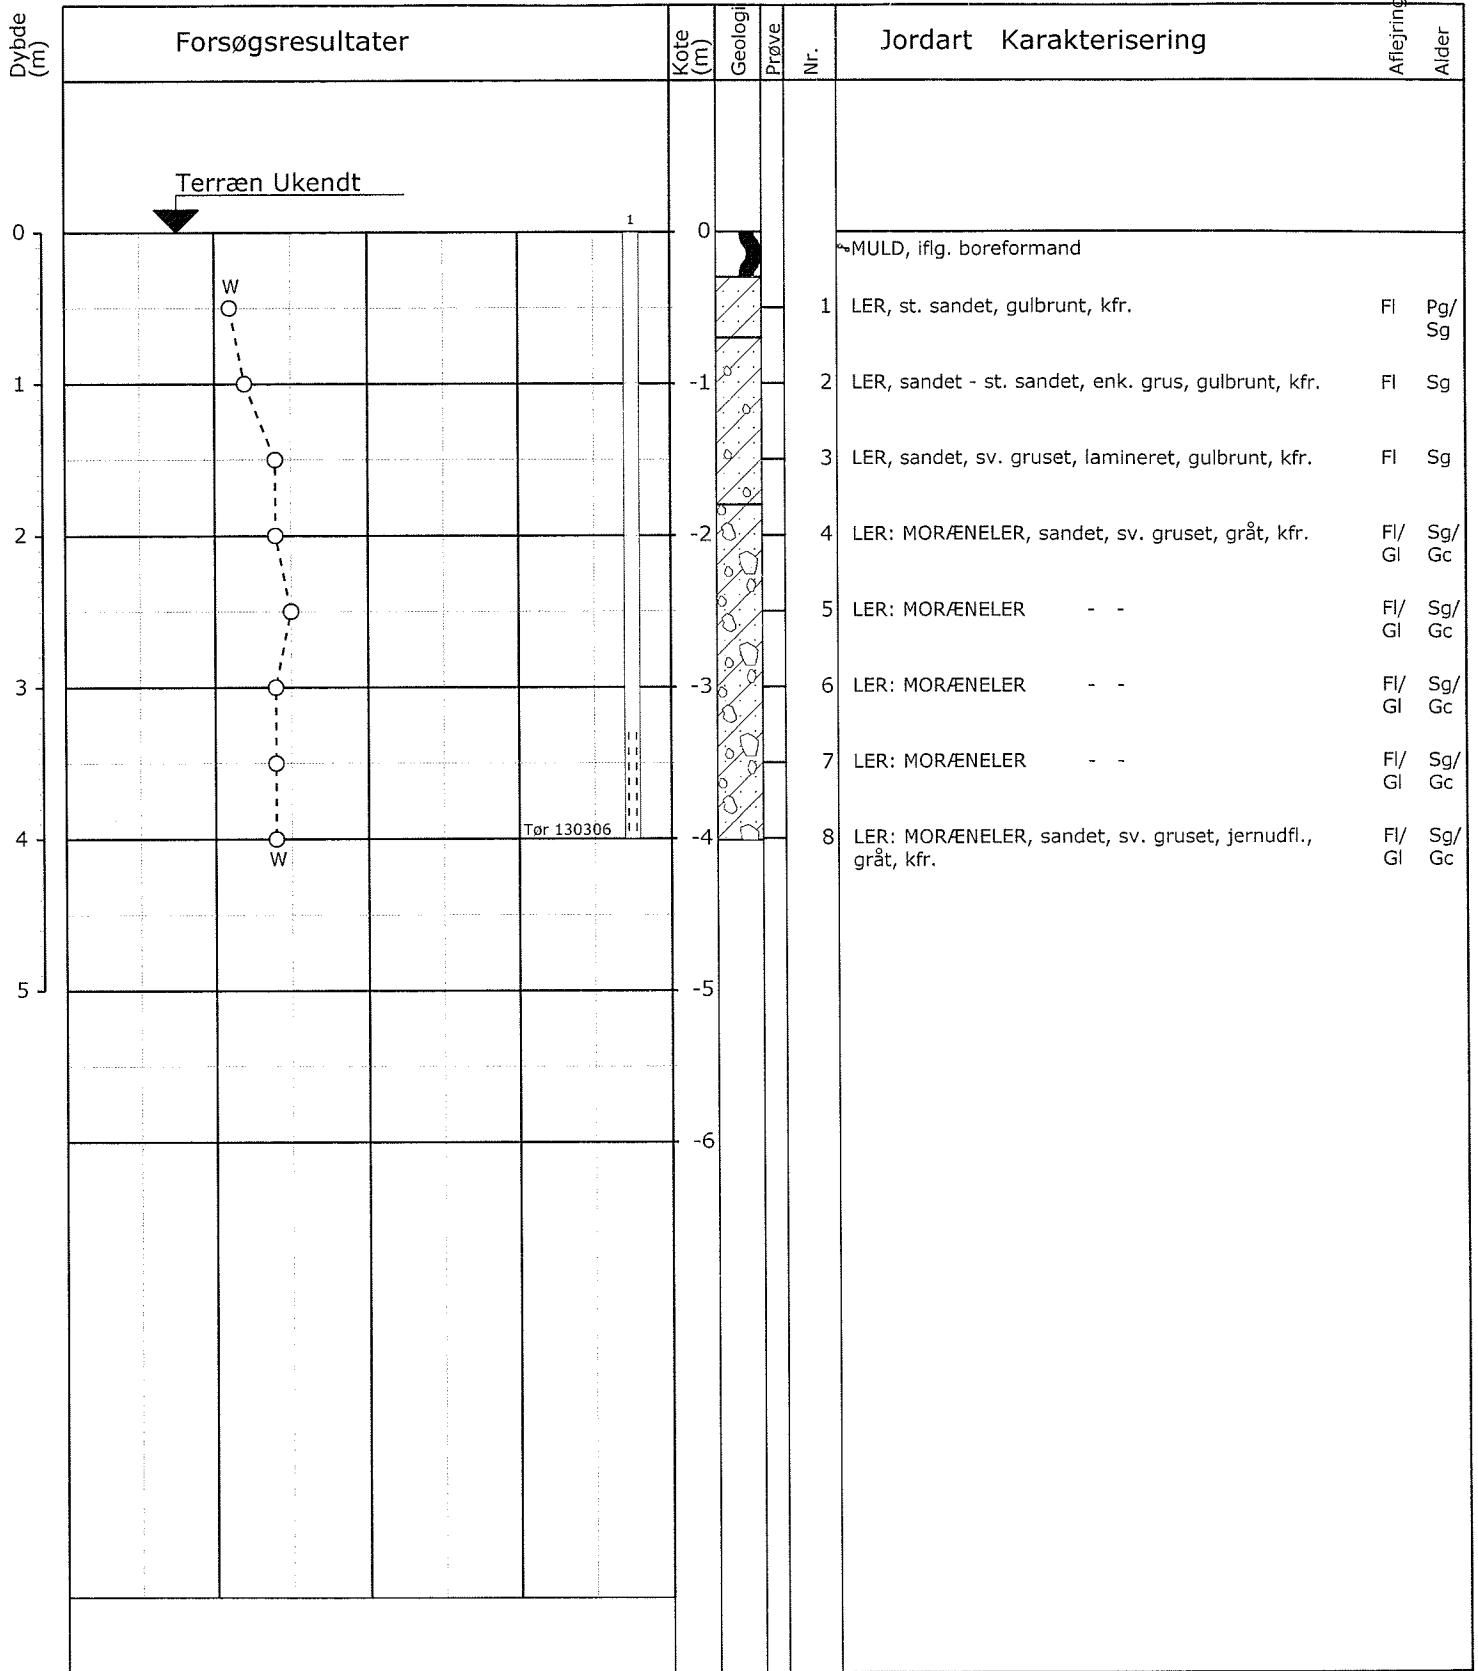 Dybde (m)
Forsøgsresultater
Kote (m)
Geologi
Prøve
Nr.
Jordart Karakterisering
Aflejring
Alder
Terræn Ukendt
1
0
0
MULD, iflg. boreformand
W
1 LER, st. sandet, gulbrunt, kfr. Fl Pg/
Sg
1
-1
2 LER, sandet - st. sandet, enk. grus, gulbrunt, kfr. Fl Sg
3 LER, sandet, sv. gruset, lamineret, gulbrunt, kfr. Fl Sg
2
-2
4 LER: MORÆNELER, sandet, sv. gruset, gråt, kfr. Fl/ Sg/
Gl Gc
5 LER: MORÆNELER - - Fl/ Sg/
Gl Gc
3
-3
6 LER: MORÆNELER - - Fl/ Sg/
Gl Gc
7 LER: MORÆNELER - - Fl/ Sg/
Gl Gc
Tør 130306
4
-4
8 LER: MORÆNELER, sandet, sv. gruset, jernudfl., Fl/ Sg/
gråt, kfr. Gl Gc
W
5
-5
-6